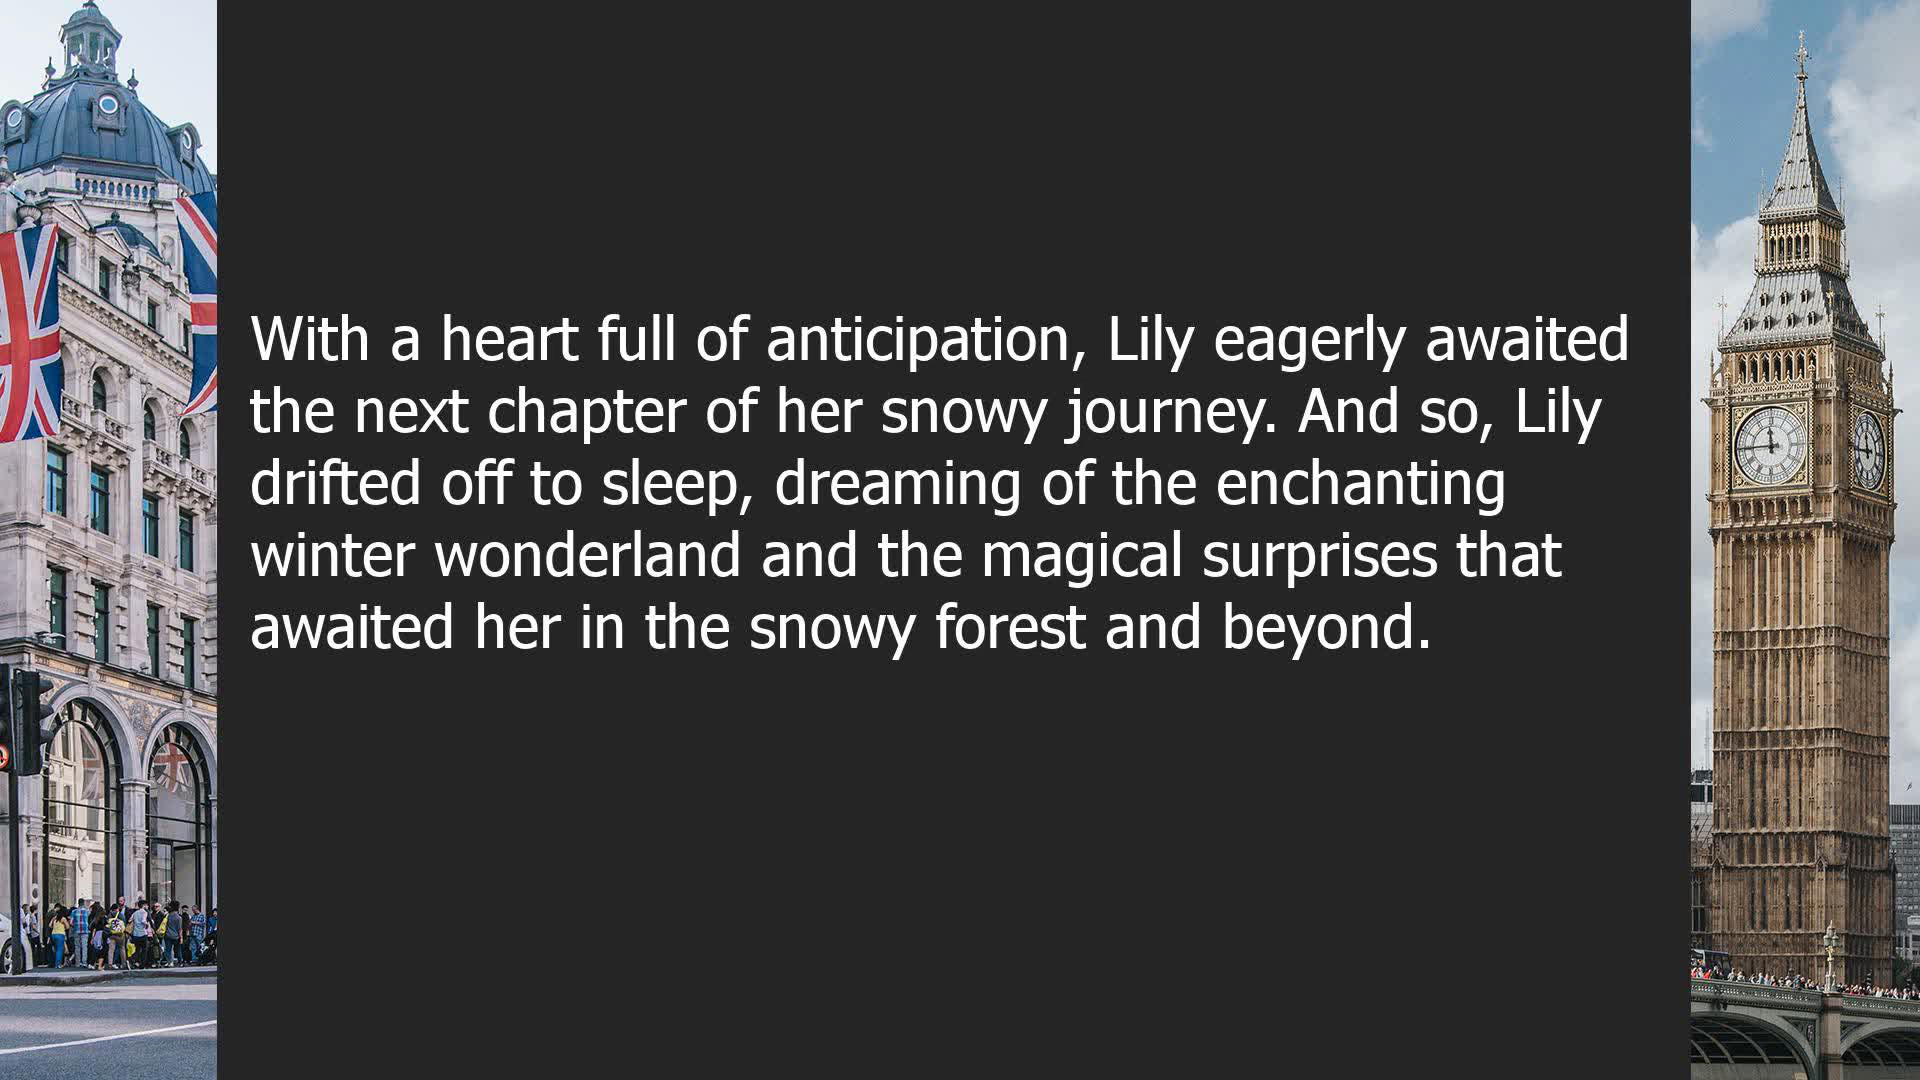 With a heart full of anticipation, Lily eagerly awaited
the next chapter of her snowy journey. And so, Lily
drifted off to sleep, dreaming of the enchanting
winter wonderland and the magical surprises that
awaited her in the snowy forest and beyond.